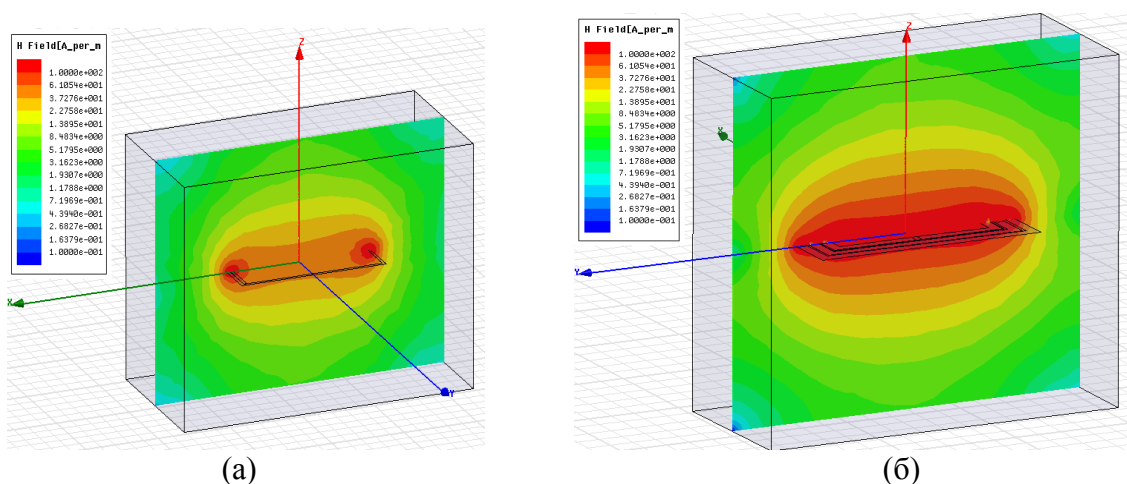 H Field[A_per_m
1.0000e+002
6.1054e+001
3.7276e+001
2.2758e+001
1.3895e+001
8.4834e+000
5.1795e+000
3.1623e+000
1.9307e+000
1.1788e+000
7.1969e-001
4.3940e-001
2.6827e-001
1.6379e-001
1.0000e-001
Z
X
Y
(а)
H Field[A_per_m
1.0000e+002
6.1054e+001
3.7276e+001
2.2758e+001
1.3895e+001
8.4834e+000
5.1795e+000
3.1623e+000
1.9307e+000
1.1788e+000
7.1969e-001
4.3940e-001
2.6827e-001
1.6379e-001
1.0000e-001
Z
X
Y
(б)